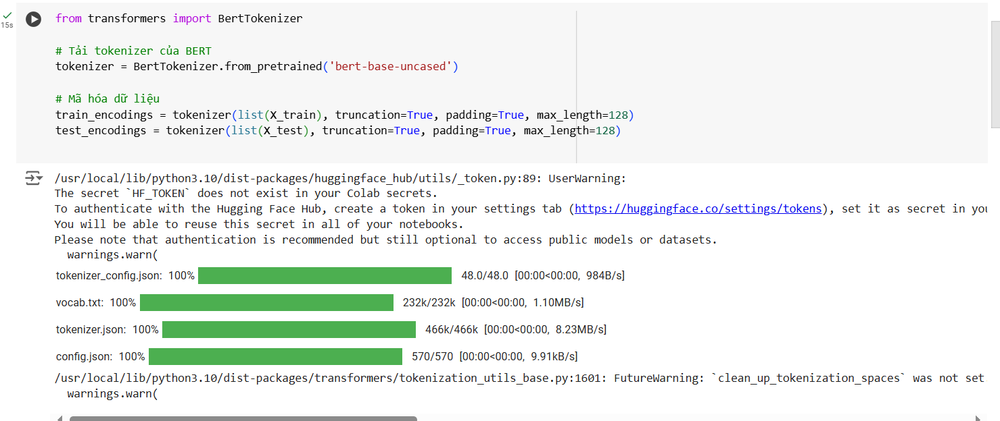 15s
from transformers import BertTokenizer
# Tải tokenizer của BERT
tokenizer = BertTokenizer.from_pretrained('bert-base-uncased')
# Mã hóa dữ liệu
train_encodings = tokenizer(list(X_train), truncation=True, padding=True, max_length=128)
test_encodings = tokenizer(list(X_test), truncation=True, padding=True, max_length=128)
/usr/local/lib/python3.10/dist-packages/huggingface_hub/utils/_token.py:89: UserWarning:
The secret `HF_TOKEN` does not exist in your Colab secrets.
To authenticate with the Hugging Face Hub, create a token in your settings tab (https://huggingface.co/settings/tokens), set it as secret in you
You will be able to reuse this secret in all of your notebooks.
Please note that authentication is recommended but still optional to access public models or datasets.
warnings.warn(
tokenizer_config.json: 100% 48.0/48.0 [00:00<00:00, 984B/s]
vocab.txt: 100% 232k/232k [00:00<00:00, 1.10MB/s]
tokenizer.json: 100% 466k/466k [00:00<00:00, 8.23MB/s]
config.json: 100% 570/570 [00:00<00:00, 9.91kB/s]
/usr/local/lib/python3.10/dist-packages/transformers/tokenization_utils_base.py:1601: FutureWarning: `clean_up_tokenization_spaces` was not set
warnings.warn(